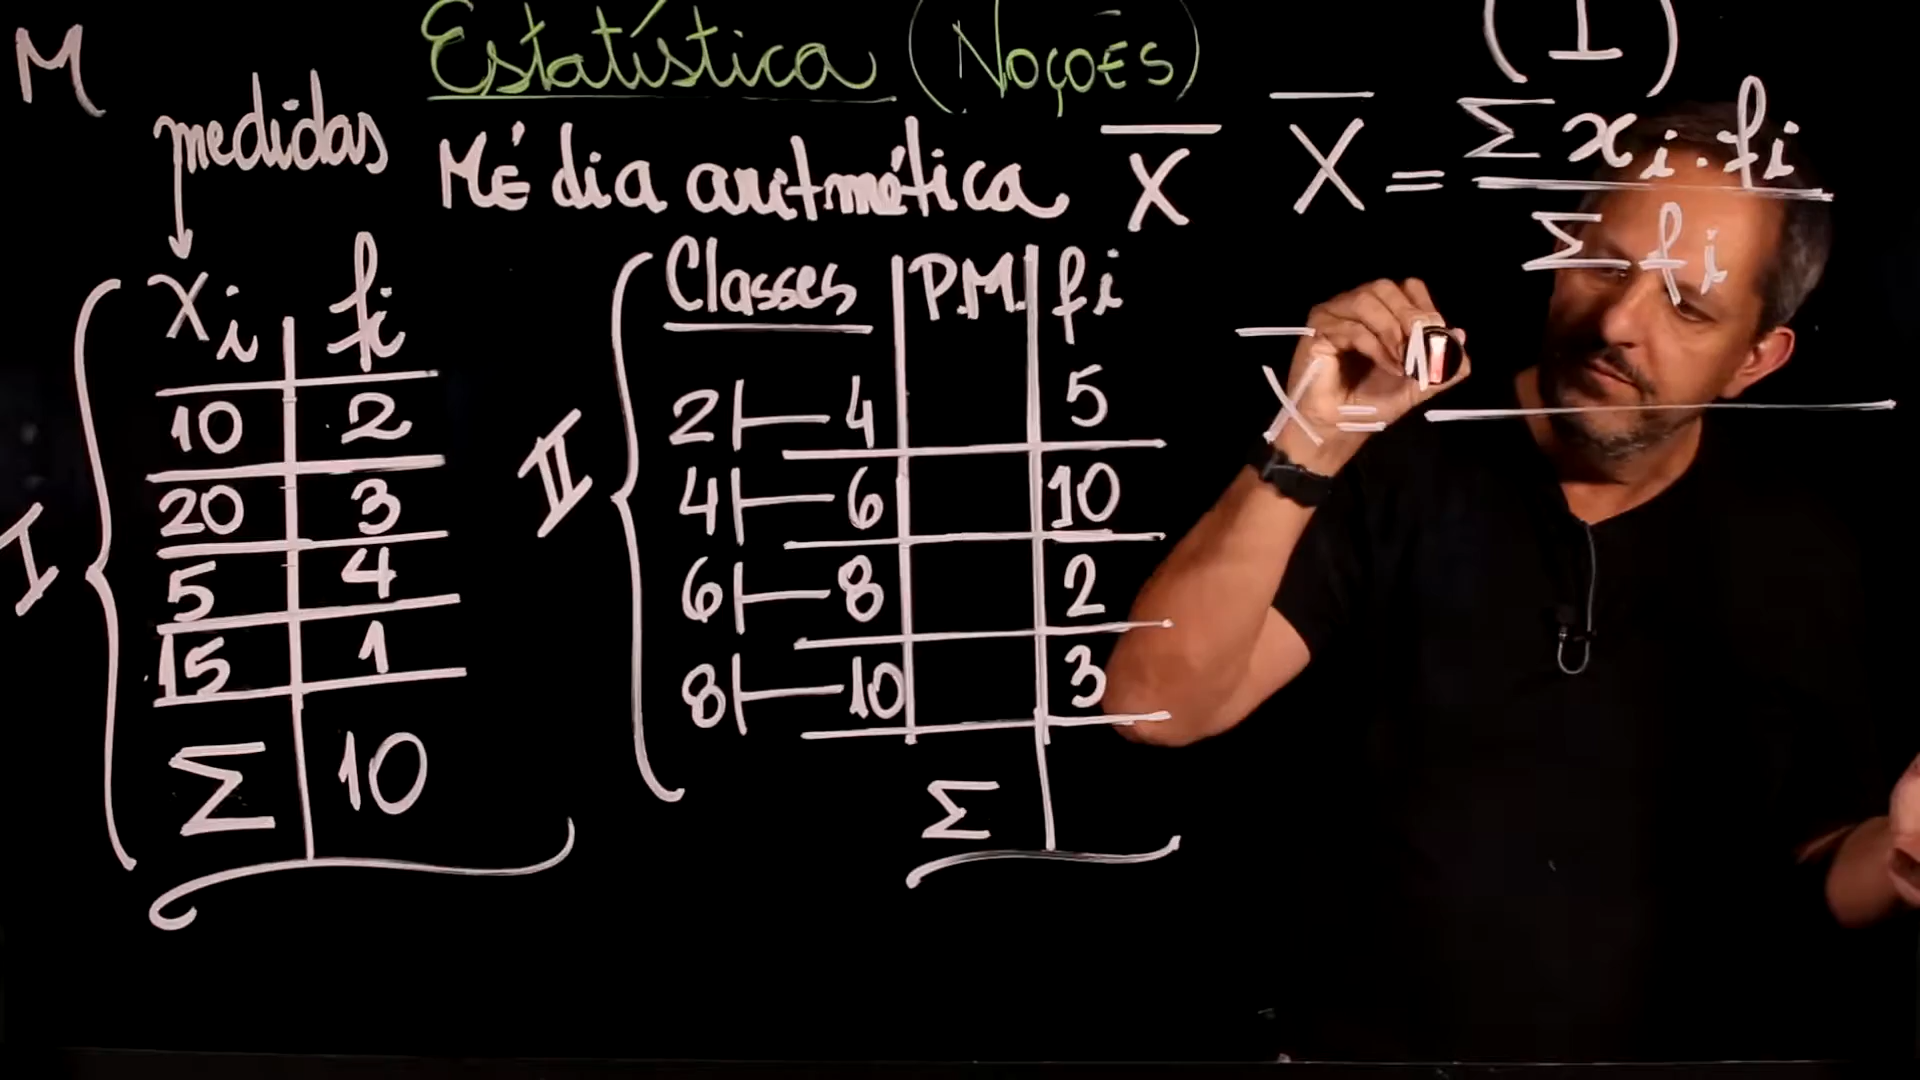 M
Estatística (Noções)
(I)
medidas
Média aritmética X
X = Σ xi . fi
Σ fi
X = 1
I
xi fi
10 2
20 3
5 4
15 1
Σ 10
II
Classes P.M. fi
2 ⊢ 4 5
4 ⊢ 6 10
6 ⊢ 8 2
8 ⊢ 10 3
Σ